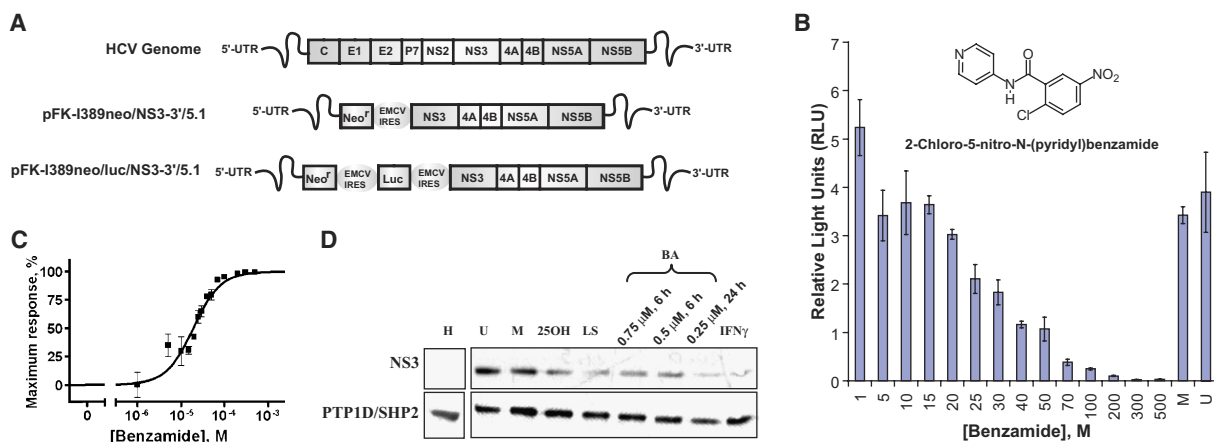 A
HCV Genome
5'-UTR
C E1 E2 P7 NS2 NS3 4A 4B NS5A NS5B
3'-UTR
pFK-I389neo/NS3-3'/5.1
5'-UTR
Neoʳ EMCV IRES NS3 4A 4B NS5A NS5B
3'-UTR
pFK-I389neo/luc/NS3-3'/5.1
5'-UTR
Neoʳ EMCV IRES Luc EMCV IRES NS3 4A 4B NS5A NS5B
3'-UTR
B
Relative Light Units (RLU)
7
6
5
4
3
2
1
0
N
O
N
H
Cl
NO₂
2-Chloro-5-nitro-N-(pyridyl)benzamide
1 5 10 15 20 25 30 40 50 70 100 200 300 500 M U
[Benzamide], M
C
Maximum response, %
100
75
50
25
0
0 10⁻⁶ 10⁻⁵ 10⁻⁴ 10⁻³
[Benzamide], M
D
BA
H U M 25OH LS 0.75 µM, 6 h 0.5 µM, 6 h 0.25 µM, 24 h IFNγ
NS3
PTP1D/SHP2